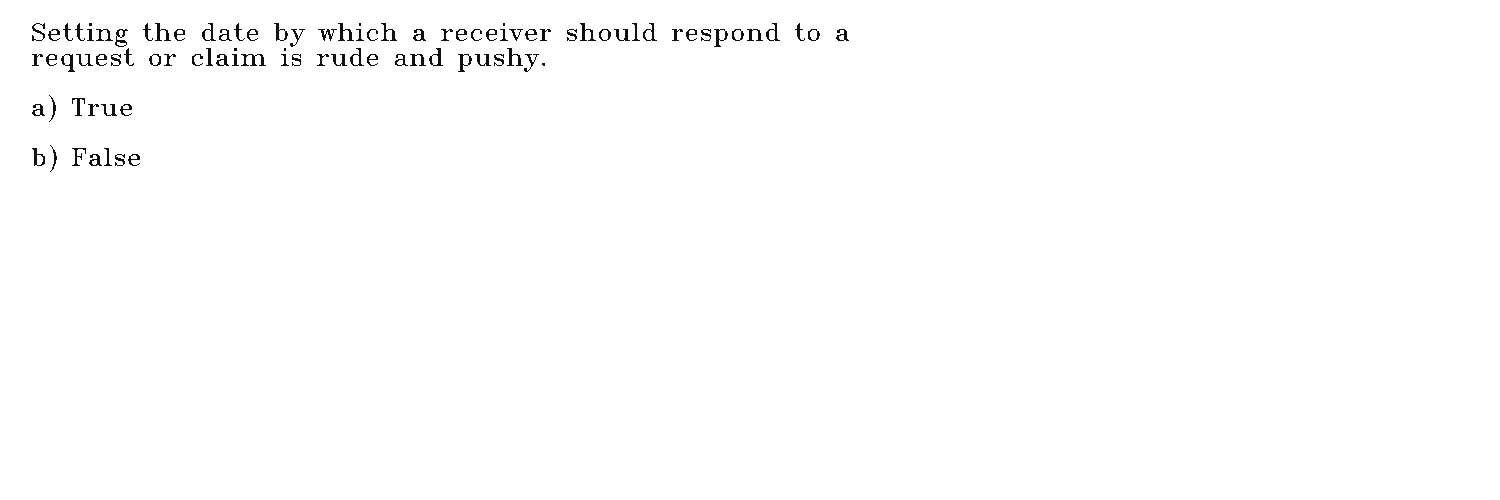 Setting the date by which a receiver should respond to a
request or claim is rude and pushy.
a) True
b) False